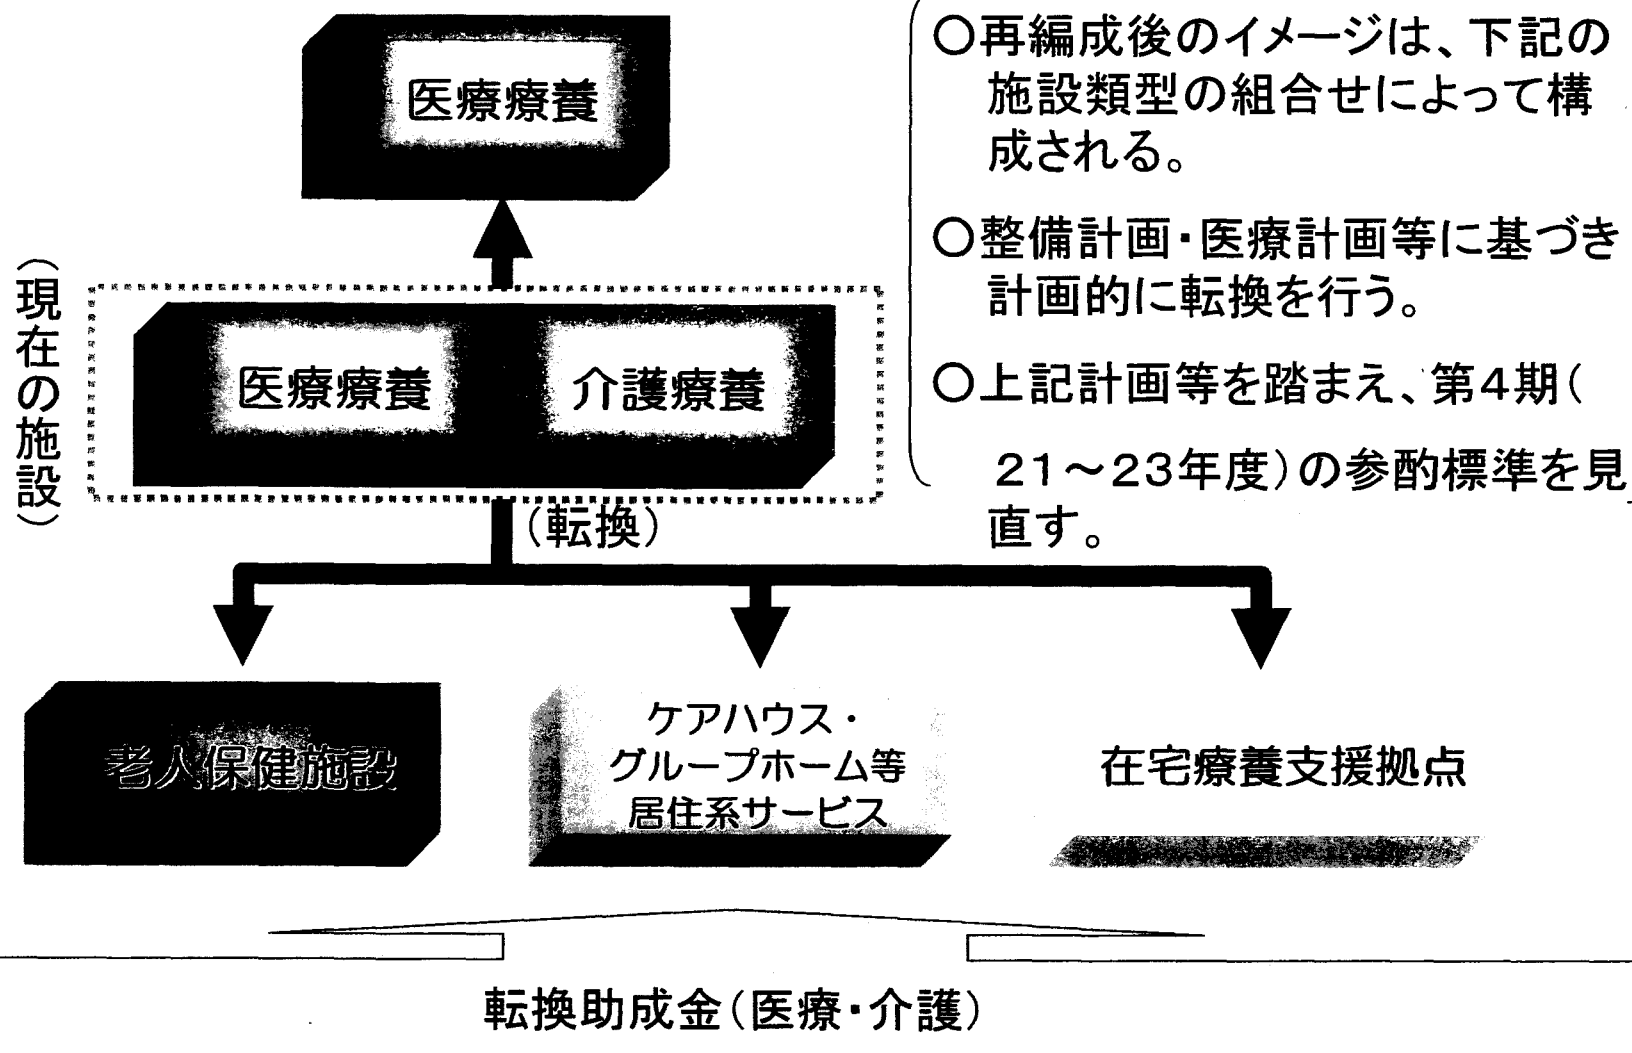 医療療養
○再編成後のイメージは、下記の
施設類型の組合せによって構
成される。
○整備計画・医療計画等に基づき
計画的に転換を行う。
○上記計画等を踏まえ、第4期(
21～23年度)の参酌標準を見
直す。
(現在の施設)
医療療養
介護療養
(転換)
老人保健施設
ケアハウス・
グループホーム等
居住系サービス
在宅療養支援拠点
転換助成金(医療・介護)